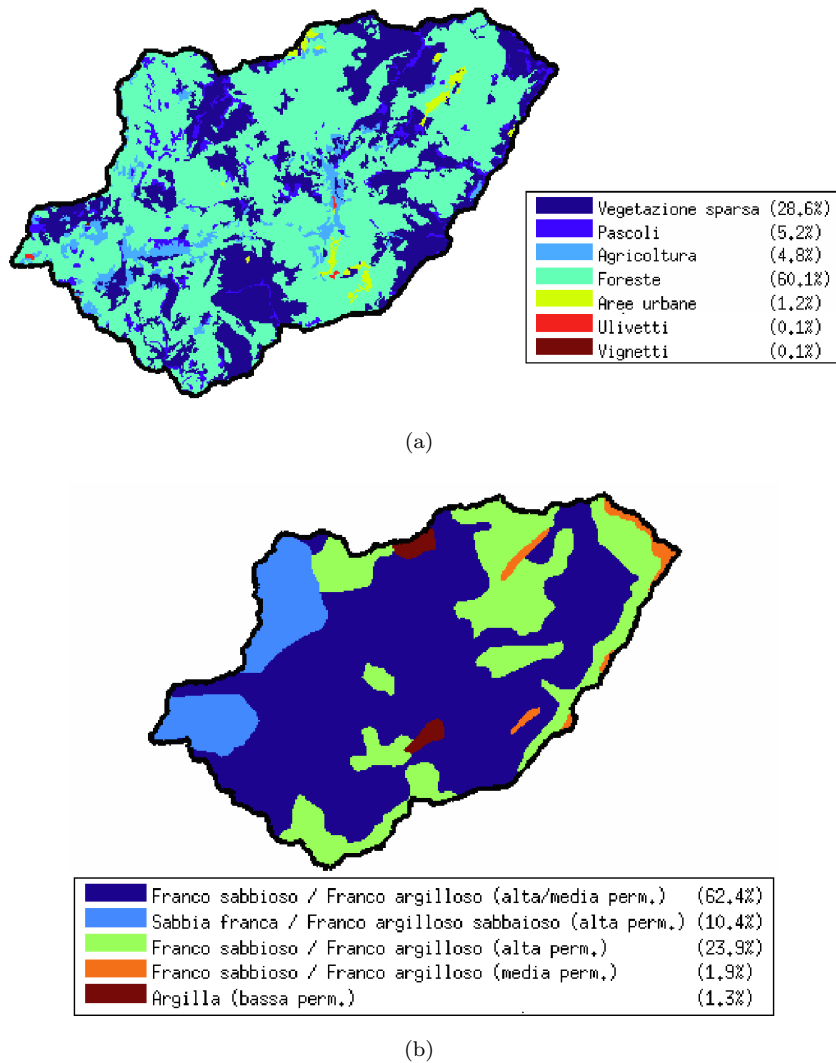 Vegetazione sparsa (28.6%)
Pascoli (5.2%)
Agricoltura (4.8%)
Foreste (60.1%)
Aree urbane (1.2%)
Ulivetti (0.1%)
Vignetti (0.1%)
(a)
Franco sabbioso / Franco argilloso (alta/media perm.) (62.4%)
Sabbia franca / Franco argilloso sabbaioso (alta perm.) (10.4%)
Franco sabbioso / Franco argilloso (alta perm.) (23.9%)
Franco sabbioso / Franco argilloso (media perm.) (1.9%)
Argilla (bassa perm.) (1.3%)
(b)